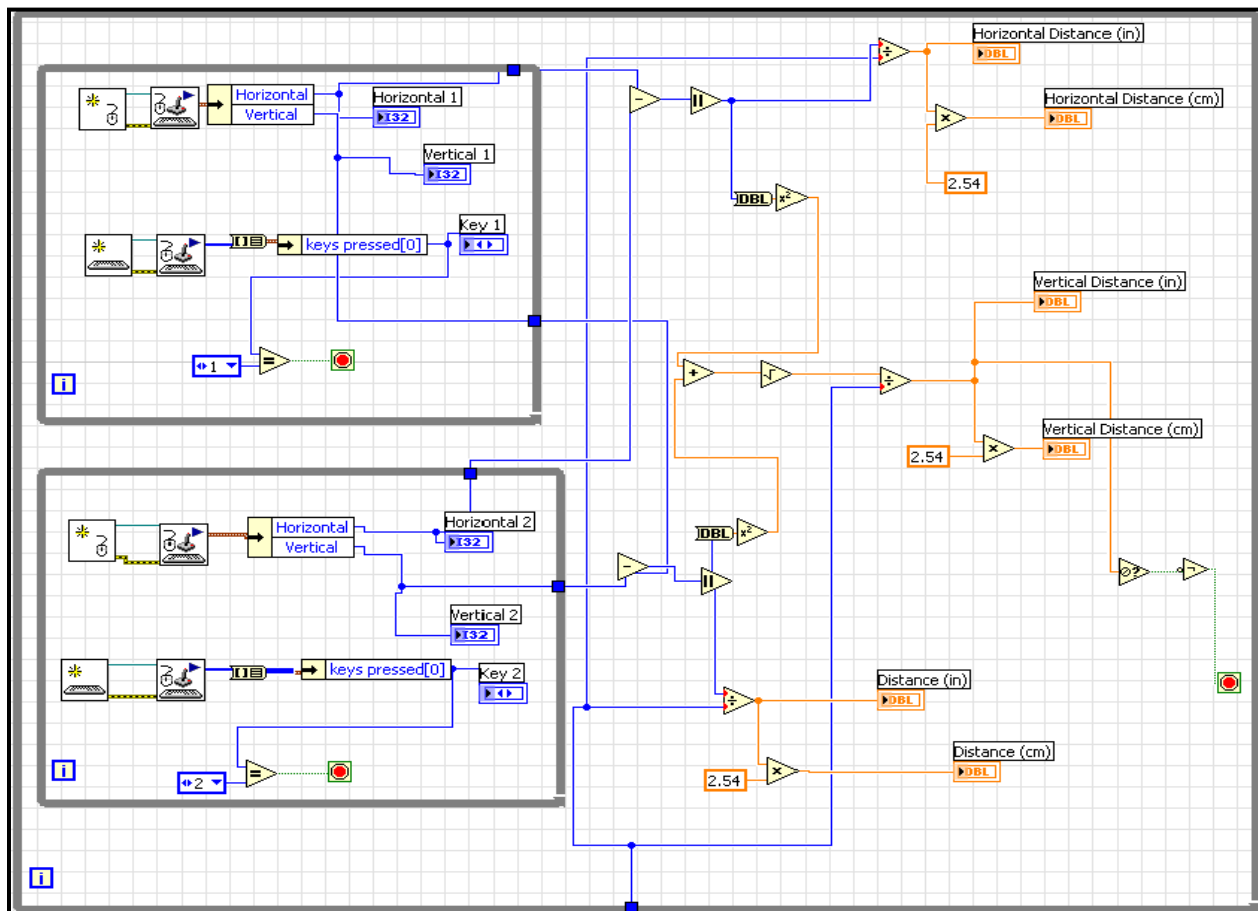 Horizontal Distance (in)
DBL
Horizontal Distance (cm)
DBL
2.54
Horizontal
Vertical
Horizontal 1
I32
Vertical 1
I32
DBL
x²
Key 1
keys pressed[0]
1
=
i
Vertical Distance (in)
DBL
+
√
÷
Vertical Distance (cm)
DBL
2.54
x
Horizontal
Vertical
Horizontal 2
I32
DBL
x²
Vertical 2
I32
keys pressed[0]
Key 2
2
=
i
Distance (in)
DBL
Distance (cm)
DBL
2.54
x
i